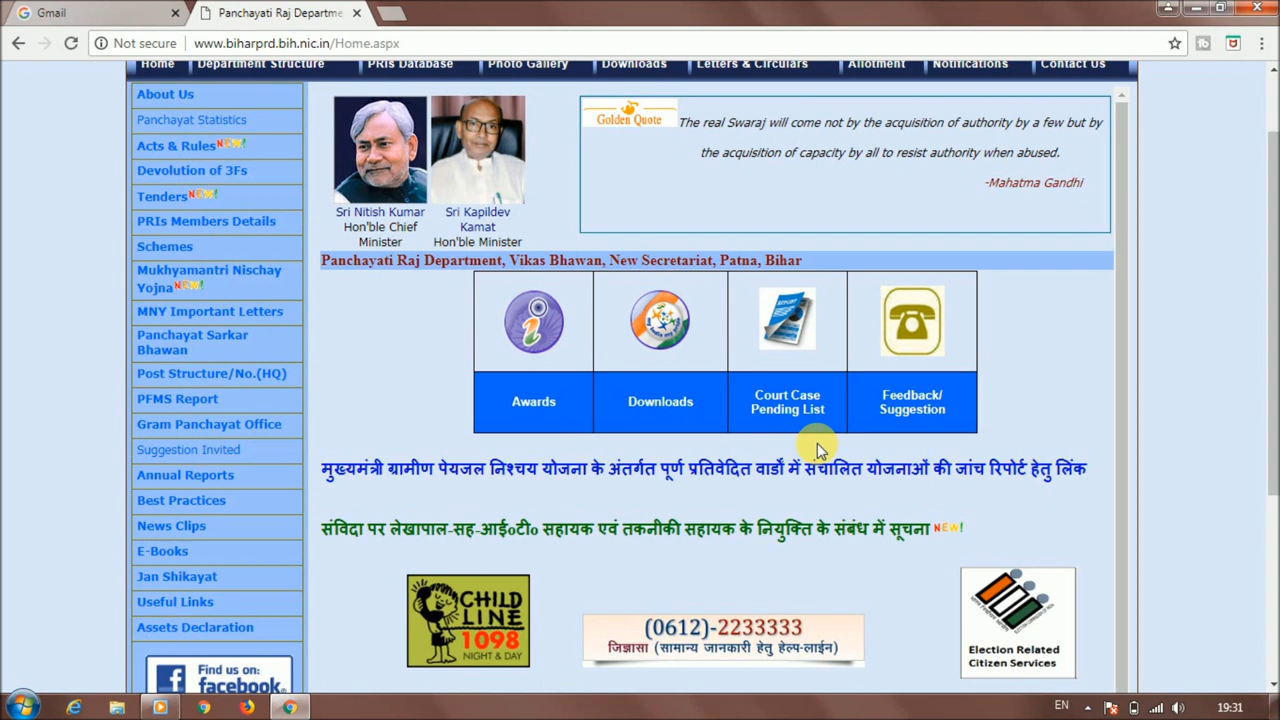 Gmail
Panchayati Raj Departme
Not secure
www.biharprd.bih.nic.in/Home.aspx
Home
Department Structure
PRIs Database
Photo Gallery
Downloads
Letters & Circulars
Allotment
Notifications
Contact Us
About Us
Panchayat Statistics
Acts & Rules NEW!
Devolution of 3Fs
Tenders NEW!
PRIs Members Details
Schemes
Mukhyamantri Nischay
Yojna NEW!
MNY Important Letters
Panchayat Sarkar
Bhawan
Post Structure/No.(HQ)
PFMS Report
Gram Panchayat Office
Suggestion Invited
Annual Reports
Best Practices
News Clips
E-Books
Jan Shikayat
Useful Links
Assets Declaration
Find us on:
facebook
Sri Nitish Kumar
Hon'ble Chief
Minister
Sri Kapildev
Kamat
Hon'ble Minister
Golden Quote
The real Swaraj will come not by the acquisition of authority by a few but by
the acquisition of capacity by all to resist authority when abused.
-Mahatma Gandhi
Panchayati Raj Department, Vikas Bhawan, New Secretariat, Patna, Bihar
Awards
Downloads
Court Case
Pending List
Feedback/
Suggestion
मुख्यमंत्री ग्रामीण पेयजल निश्चय योजना के अंतर्गत पूर्ण प्रतिवेदित वार्डों में संचालित योजनाओं की जांच रिपोर्ट हेतु लिंक
संविदा पर लेखापाल-सह-आई०टी० सहायक एवं तकनीकी सहायक के नियुक्ति के संबंध में सूचना NEW!
CHILD
LINE
1098
NIGHT & DAY
(0612)-2233333
जिज्ञासा (सामान्य जानकारी हेतु हेल्प-लाईन)
Election Related
Citizen Services
EN
19:31